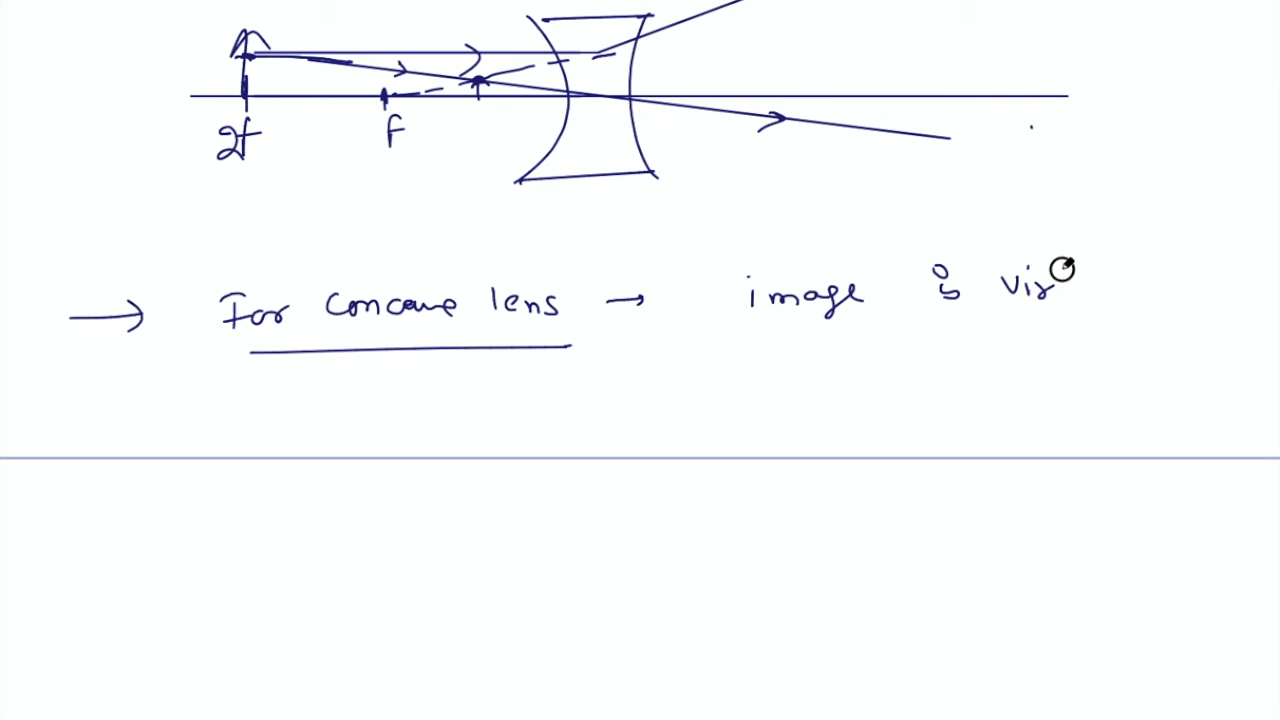 2f F
→ For concave lens → image is vir